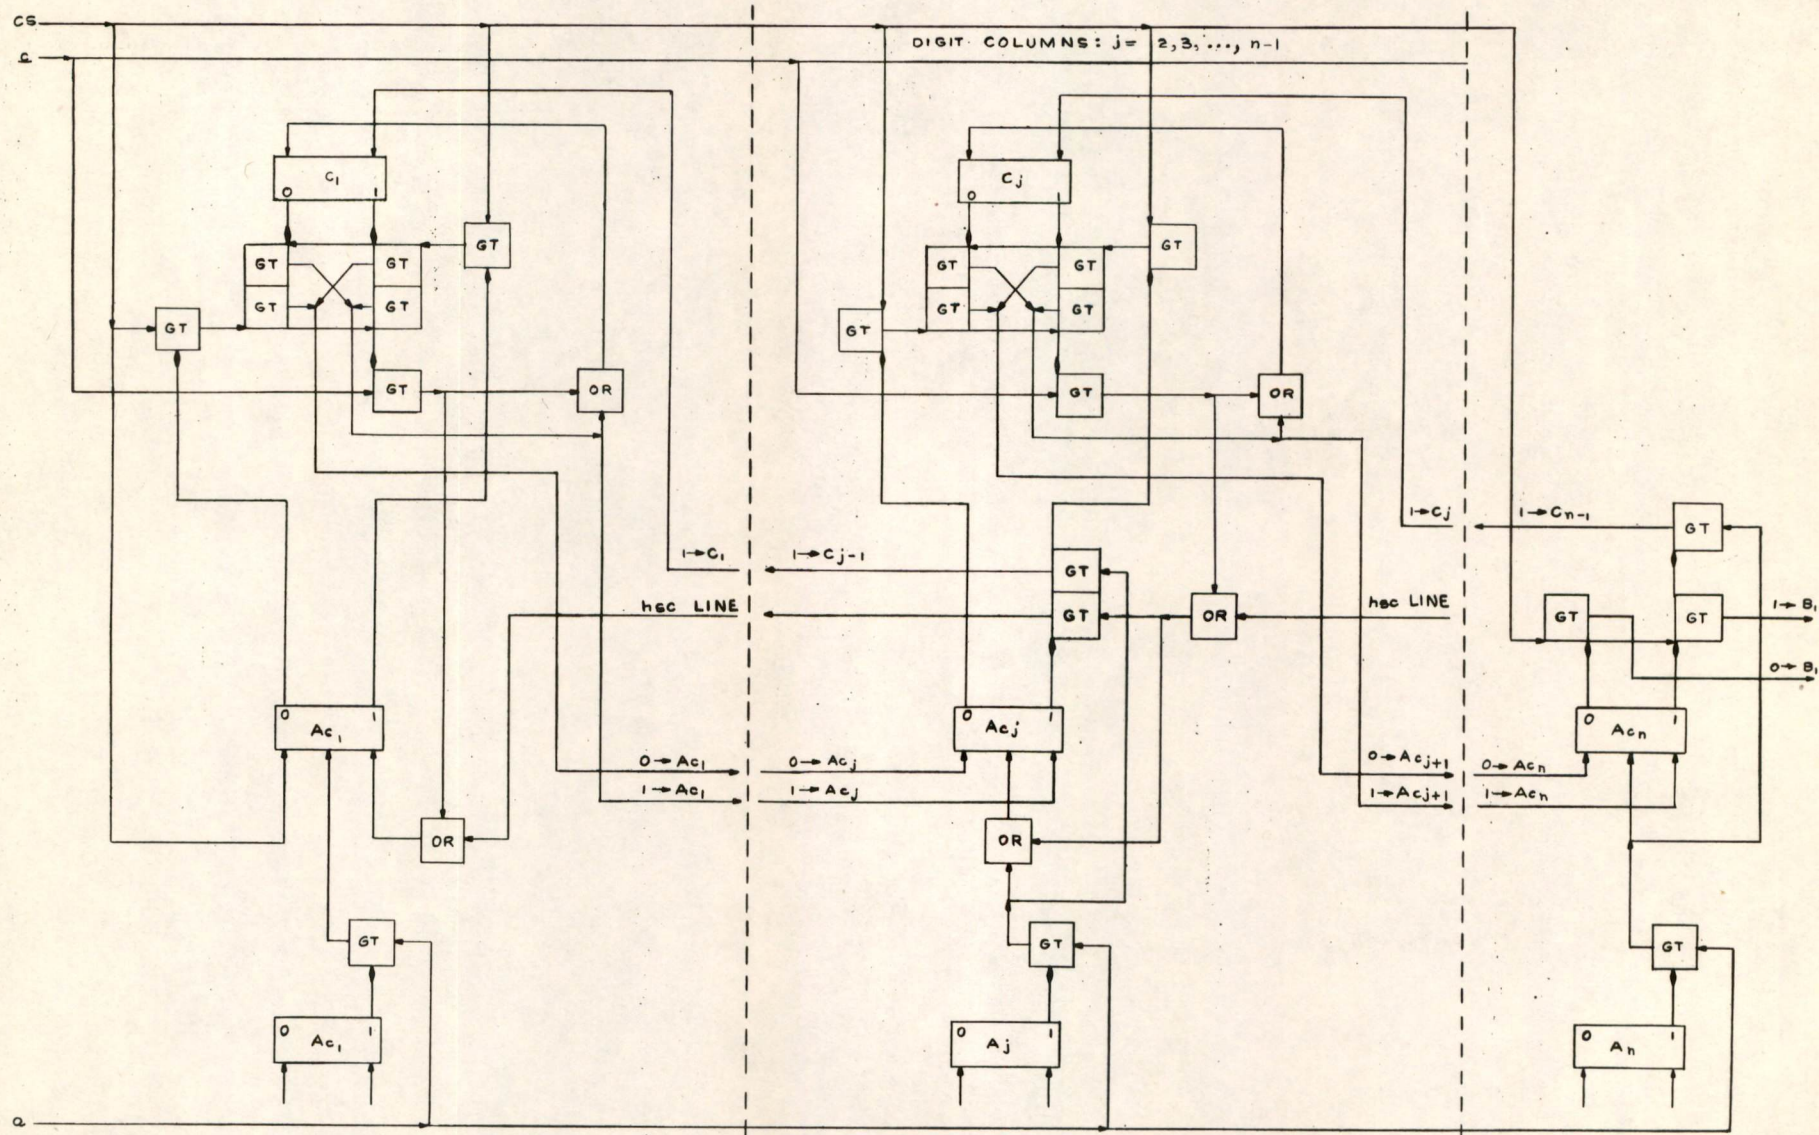 CS
DIGIT COLUMNS: j = 2,3,..., n-1
c
C₁
0 1
GT
GT GT
GT GT
GT
GT
OR
Cj
0 1
GT
GT GT
GT GT
GT
GT
OR
1→C₁
1→Cj-1
GT
1→Cj
1→Cn-1
GT
hsc LINE
GT
OR
hsc LINE
GT
GT
1→B₁
0→B₁
0 1
Ac₁
0 1
Acj
0 1
Acn
0→Ac₁
0→Acj
0→Acj+1
0→Acn
1→Ac₁
1→Acj
1→Acj+1
1→Acn
OR
OR
GT
GT
GT
0 1
Ac₁
0 1
Aj
0 1
An
a